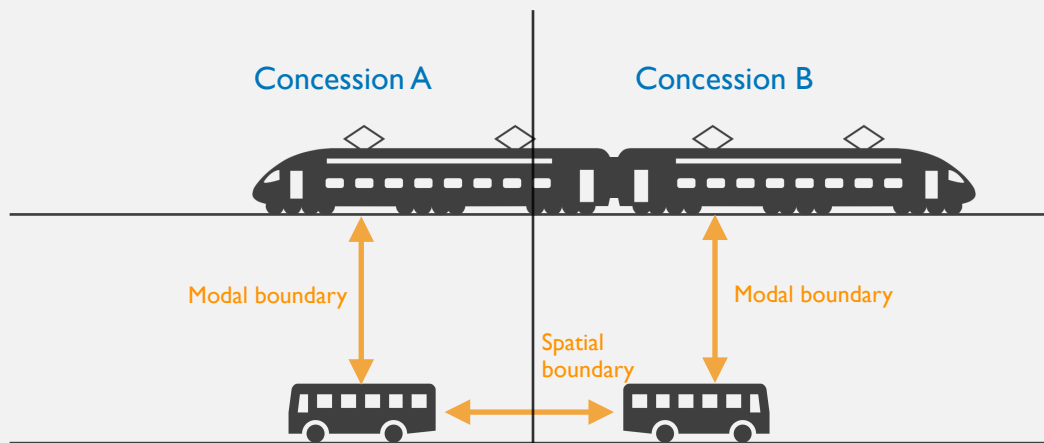 Concession A
Concession B
Modal boundary
Modal boundary
Spatial
boundary